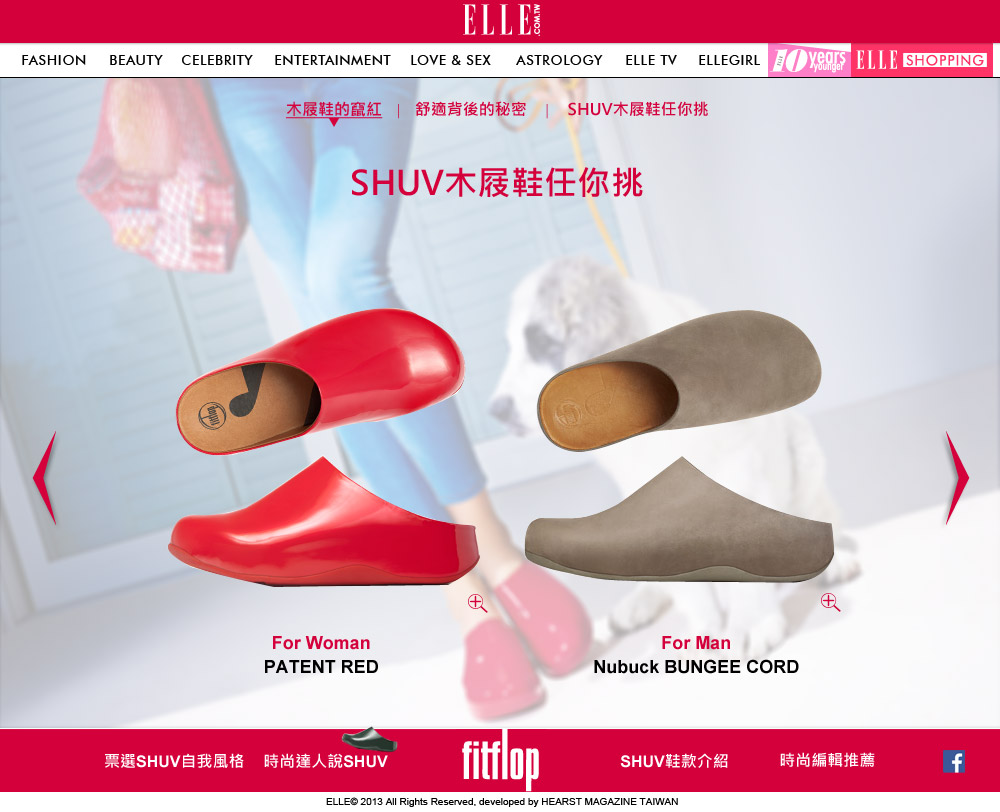 ELLE.COM.TW
FASHION BEAUTY CELEBRITY ENTERTAINMENT LOVE & SEX ASTROLOGY ELLE TV ELLEGIRL ELLE 10 years younger ELLE SHOPPING
木屐鞋的竄紅 | 舒適背後的秘密 | SHUV木屐鞋任你挑
SHUV木屐鞋任你挑
For Woman
PATENT RED
For Man
Nubuck BUNGEE CORD
票選SHUV自我風格 時尚達人說SHUV fitflop SHUV鞋款介紹 時尚編輯推薦 f
ELLE© 2013 All Rights Reserved, developed by HEARST MAGAZINE TAIWAN